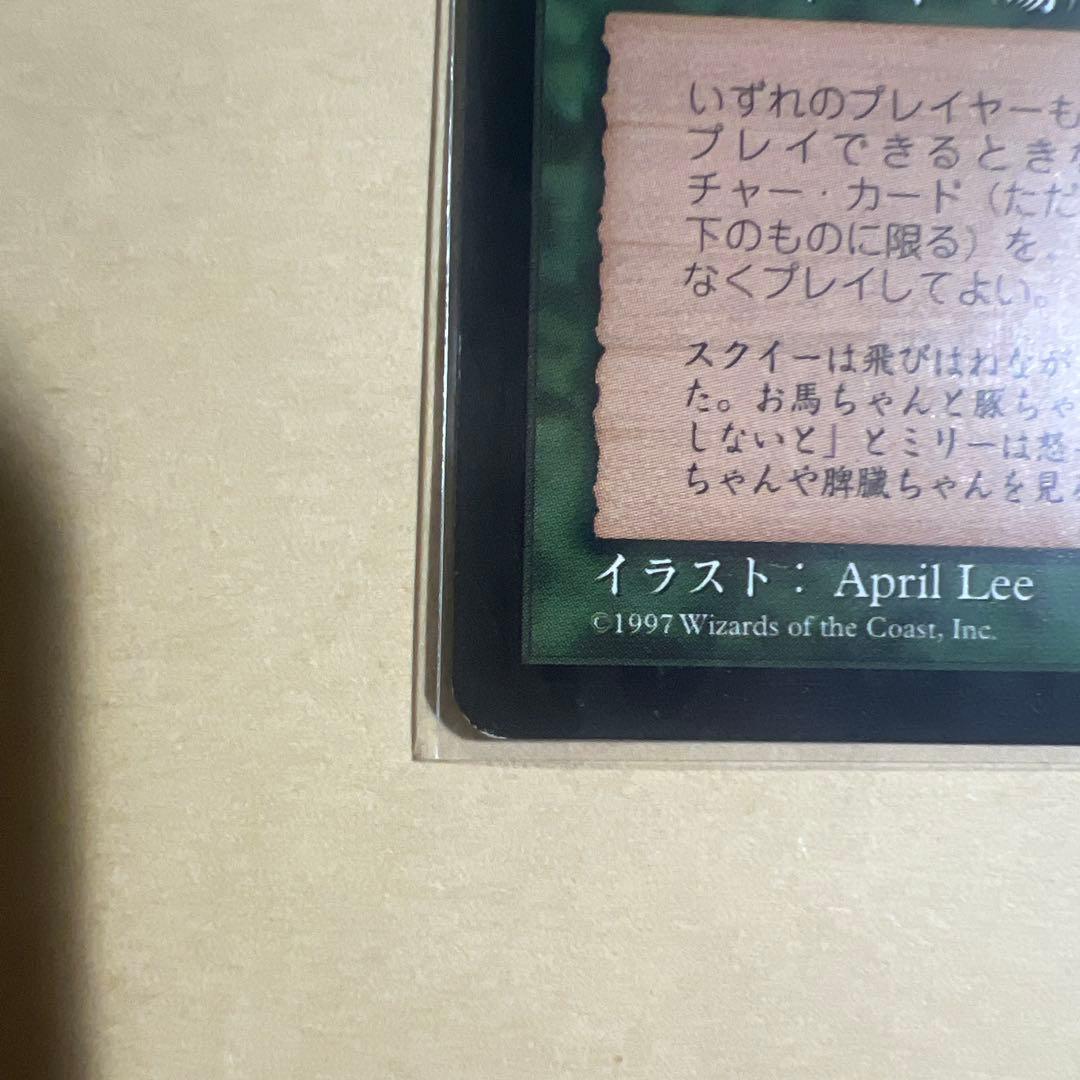 いずれのプレイヤーも
プレイできるとき
チャー・カード（ただ
下のものに限る）を、
なくプレイしてよい。
スクイーは飛びはねなが
た。お馬ちゃんと豚ちゃ
しないと」とミリーは怒
ちゃんや脾臓ちゃんを見
イラスト： April Lee
©1997 Wizards of the Coast, Inc.